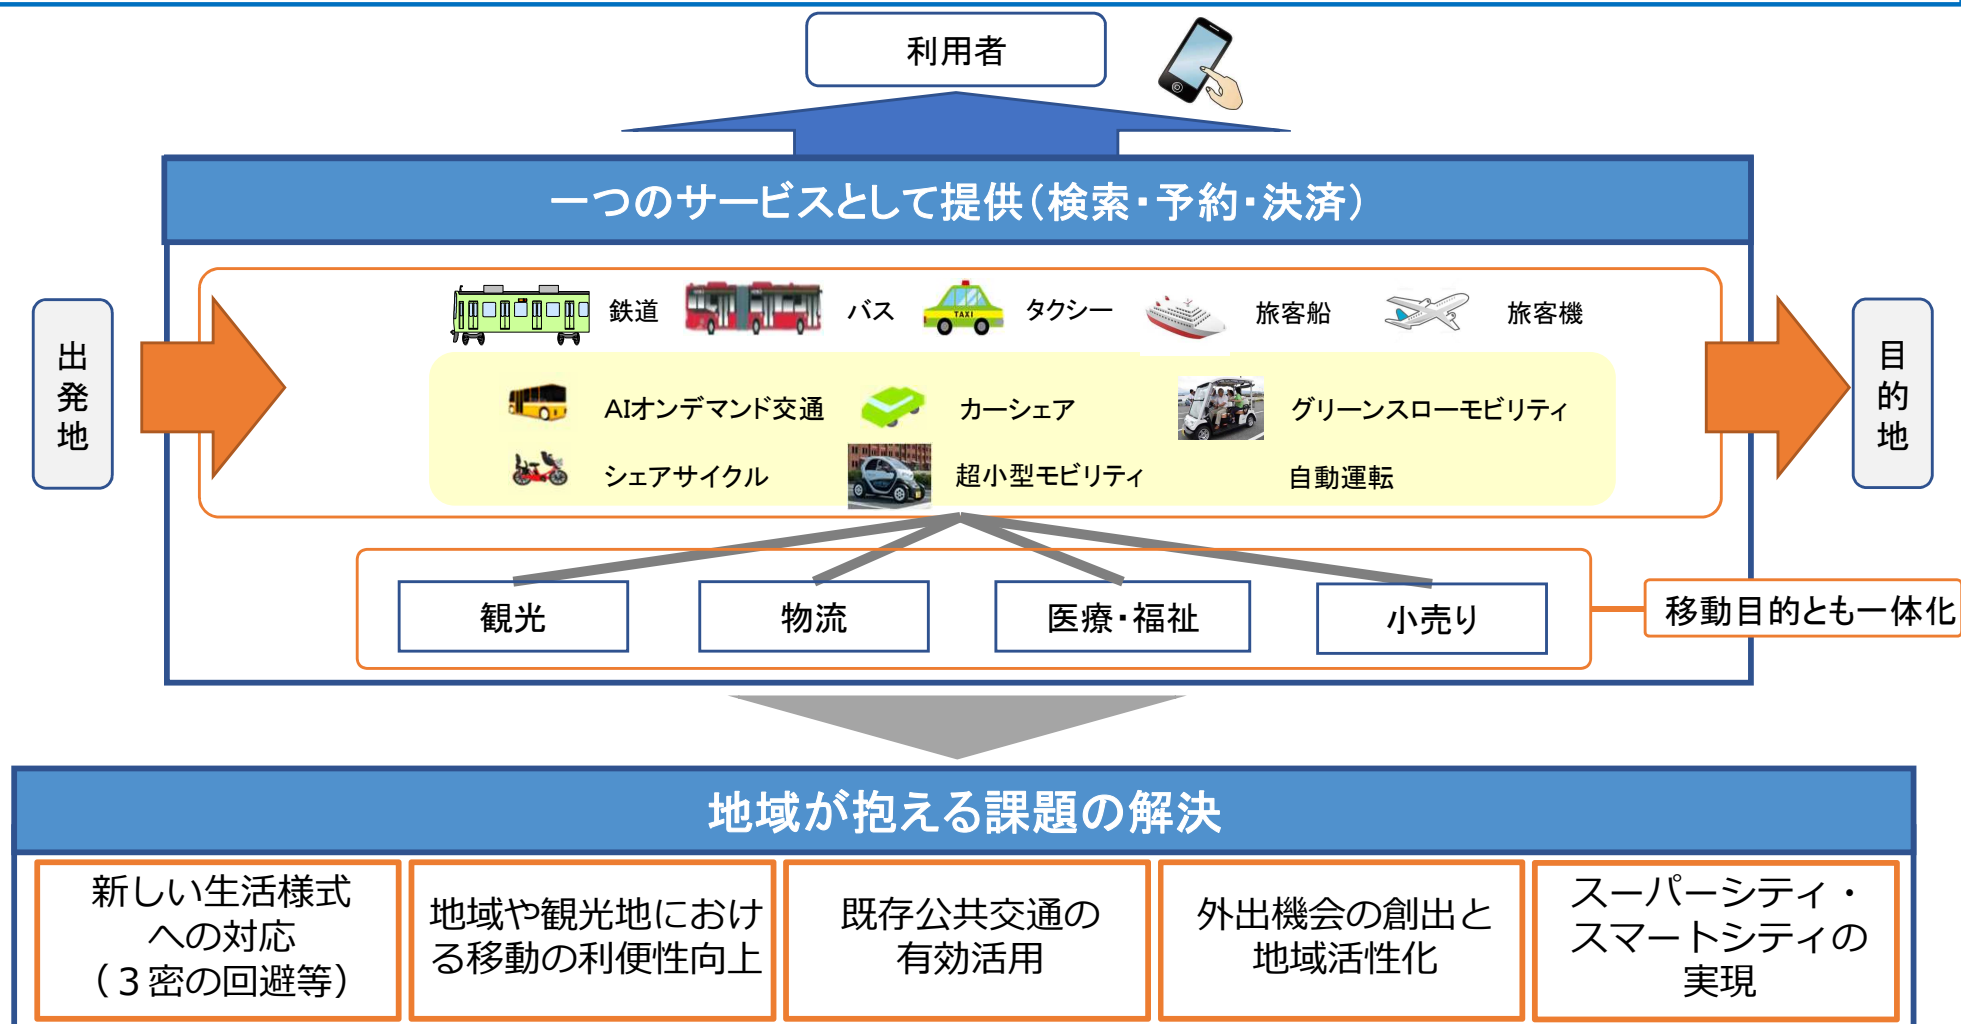 利用者
一つのサービスとして提供（検索・予約・決済）
出発地
鉄道
バス
TAXI
タクシー
旅客船
旅客機
AIオンデマンド交通
カーシェア
グリーンスローモビリティ
シェアサイクル
超小型モビリティ
自動運転
目的地
観光
物流
医療・福祉
小売り
移動目的とも一体化
地域が抱える課題の解決
新しい生活様式
への対応
（３密の回避等）
地域や観光地におけ
る移動の利便性向上
既存公共交通の
有効活用
外出機会の創出と
地域活性化
スーパーシティ・
スマートシティの
実現